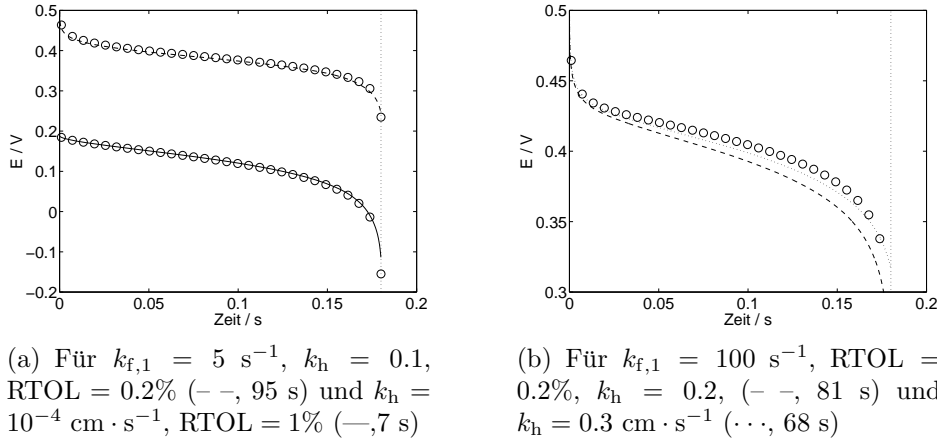 0.5
0.4
0.3
0.2
0.1
0
−0.1
−0.2
E / V
0
0.05
0.1
0.15
0.2
Zeit / s
0.45
0.4
0.35
0.3
E / V
0
0.05
0.1
0.15
0.2
Zeit / s
(a) Für k_f,1 = 5 s⁻¹, k_h = 0.1,
RTOL = 0.2% (– –, 95 s) und k_h =
10⁻⁴ cm · s⁻¹, RTOL = 1% (—,7 s)
(b) Für k_f,1 = 100 s⁻¹, RTOL =
0.2%, k_h = 0.2, (– –, 81 s) und
k_h = 0.3 cm · s⁻¹ (· · ·, 68 s)